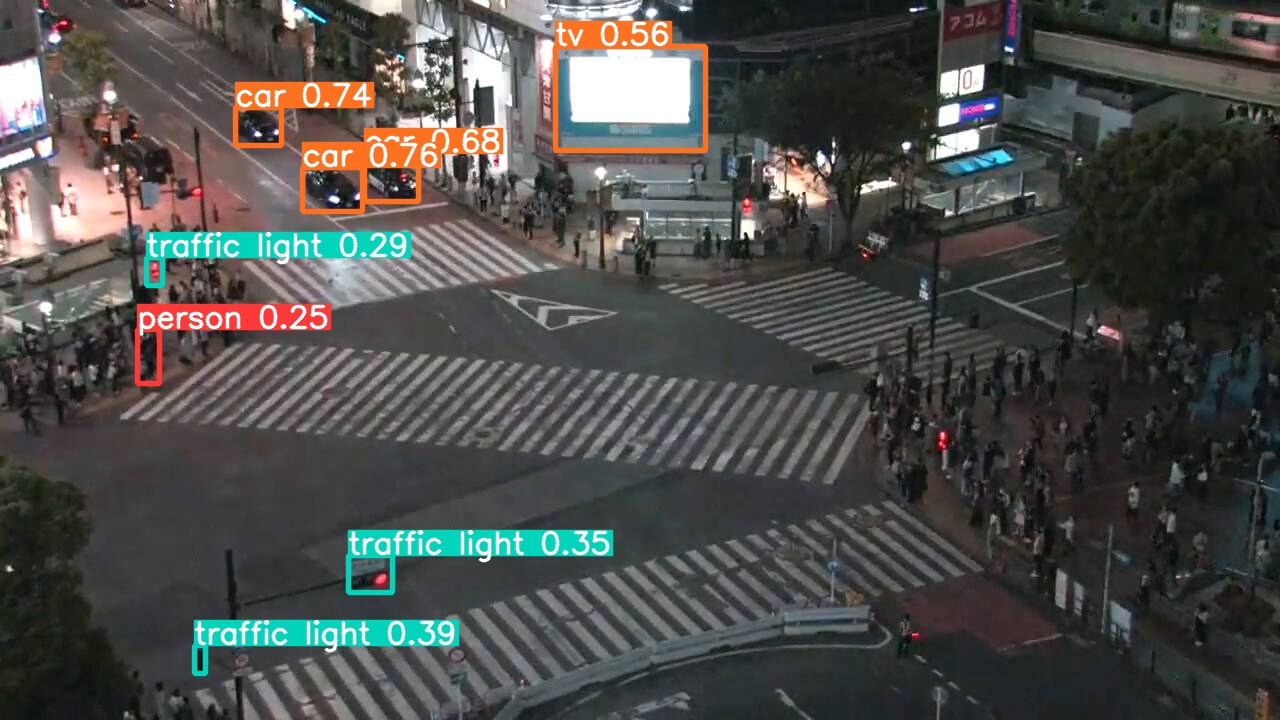 tv 0.56
アコム
car 0.74
car 0.68
car 0.76
traffic light 0.29
person 0.25
traffic light 0.35
traffic light 0.39